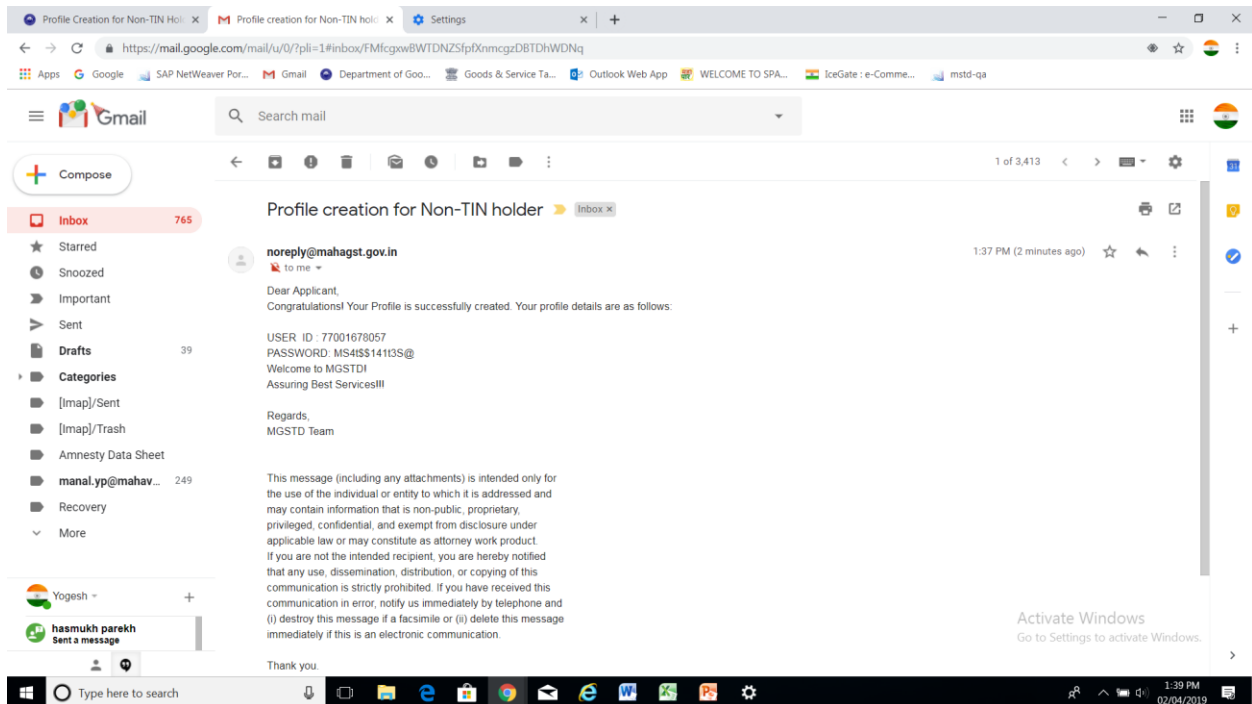 Profile Creation for Non-TIN Hol
Profile creation for Non-TIN hold
Settings
https://mail.google.com/mail/u/0/?pli=1#inbox/FMfcgxwBWTDNZSfpfXnmcgzDBTDhWDNq
Apps Google SAP NetWeaver Por... Gmail Department of Goo... Goods & Service Ta... Outlook Web App WELCOME TO SPA... IceGate : e-Comme... mstd-qa
Gmail
Search mail
Compose
1 of 3,413
Inbox 765
Starred
Snoozed
Important
Sent
Drafts 39
Categories
[Imap]/Sent
[Imap]/Trash
Amnesty Data Sheet
manal.yp@mahav... 249
Recovery
More
Yogesh
hasmukh parekh
Sent a message
Profile creation for Non-TIN holder Inbox x
noreply@mahagst.gov.in 1:37 PM (2 minutes ago)
to me
Dear Applicant,
Congratulations! Your Profile is successfully created. Your profile details are as follows:
USER ID : 77001678057
PASSWORD: MS4t$$141t3S@
Welcome to MGSTD!
Assuring Best Services!!!
Regards,
MGSTD Team
This message (including any attachments) is intended only for
the use of the individual or entity to which it is addressed and
may contain information that is non-public, proprietary,
privileged, confidential, and exempt from disclosure under
applicable law or may constitute as attorney work product.
If you are not the intended recipient, you are hereby notified
that any use, dissemination, distribution, or copying of this
communication is strictly prohibited. If you have received this
communication in error, notify us immediately by telephone and
(i) destroy this message if a facsimile or (ii) delete this message
immediately if this is an electronic communication.
Thank you.
31
Activate Windows
Go to Settings to activate Windows.
Type here to search
1:39 PM
02/04/2019